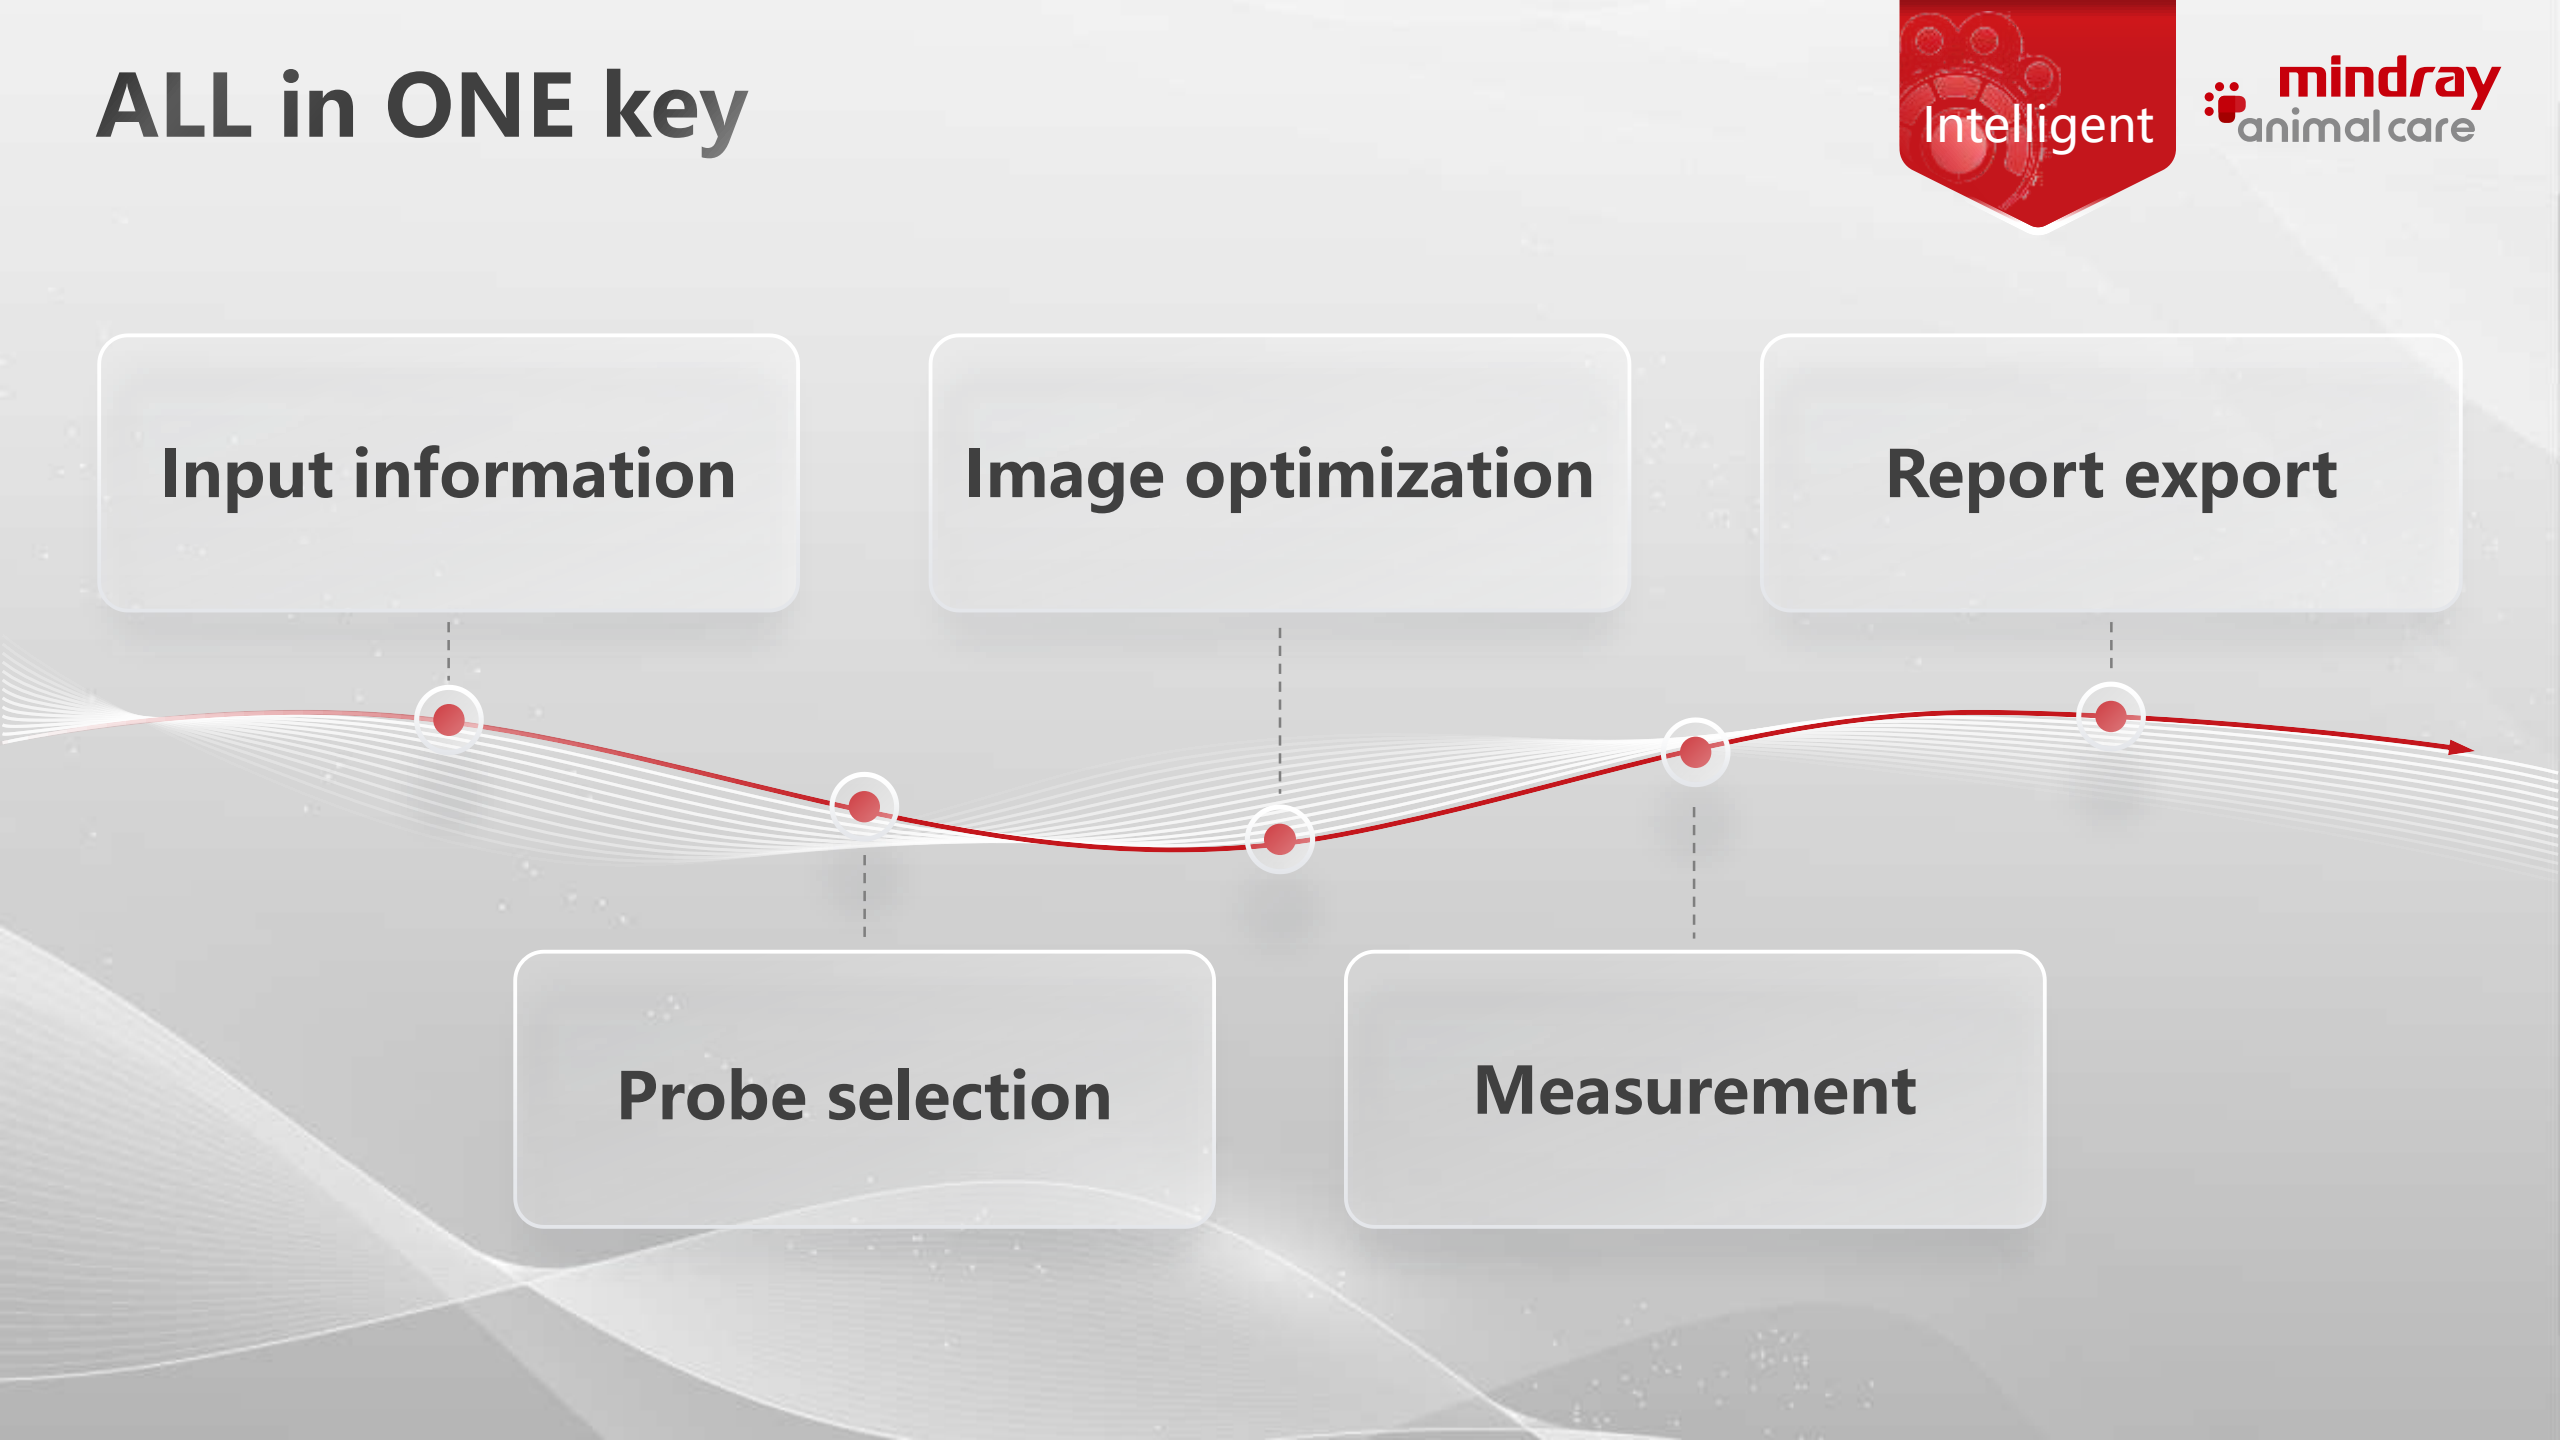 ALL in ONE key
Intelligent
mindray
animal care
Input information
Image optimization
Report export
Probe selection
Measurement